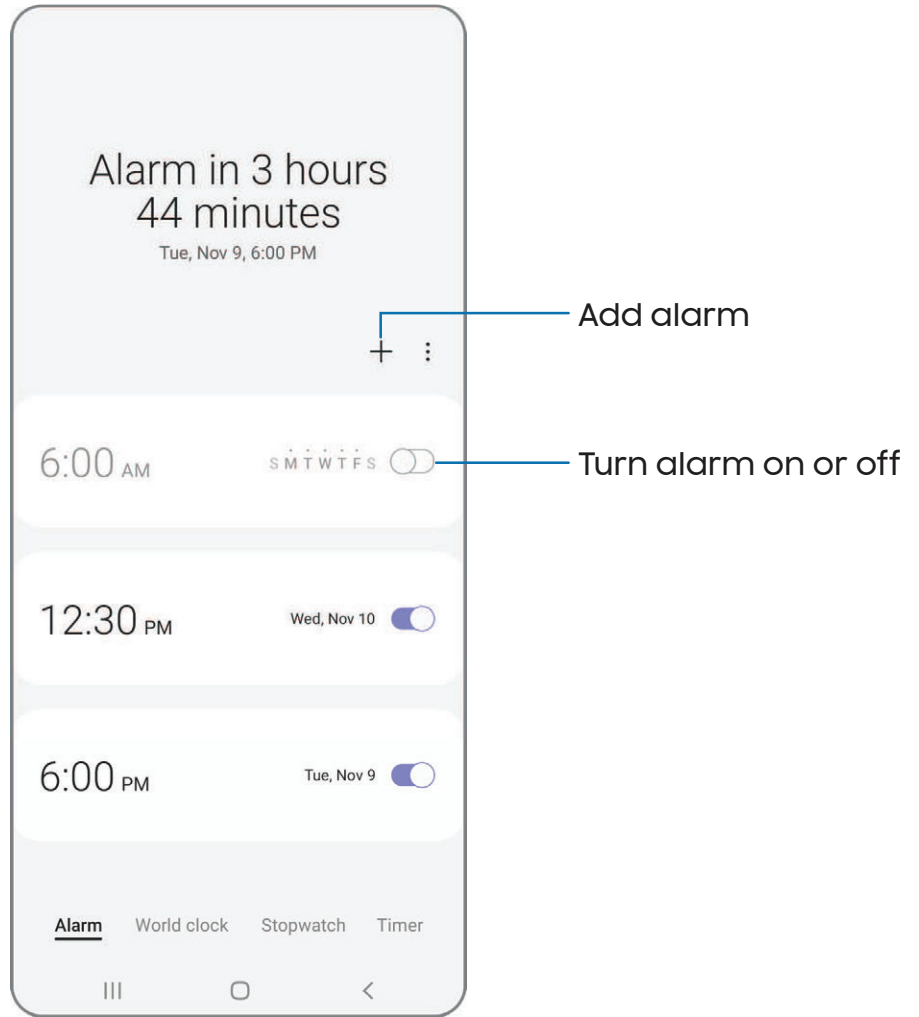 Alarm in 3 hours
44 minutes
Tue, Nov 9, 6:00 PM
Add alarm
6:00 AM S M T W T F S
Turn alarm on or off
12:30 PM Wed, Nov 10
6:00 PM Tue, Nov 9
Alarm World clock Stopwatch Timer